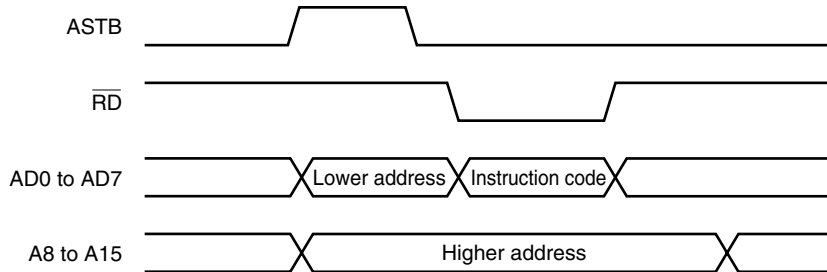 ASTB
RD
AD0 to AD7
Lower address
Instruction code
A8 to A15
Higher address